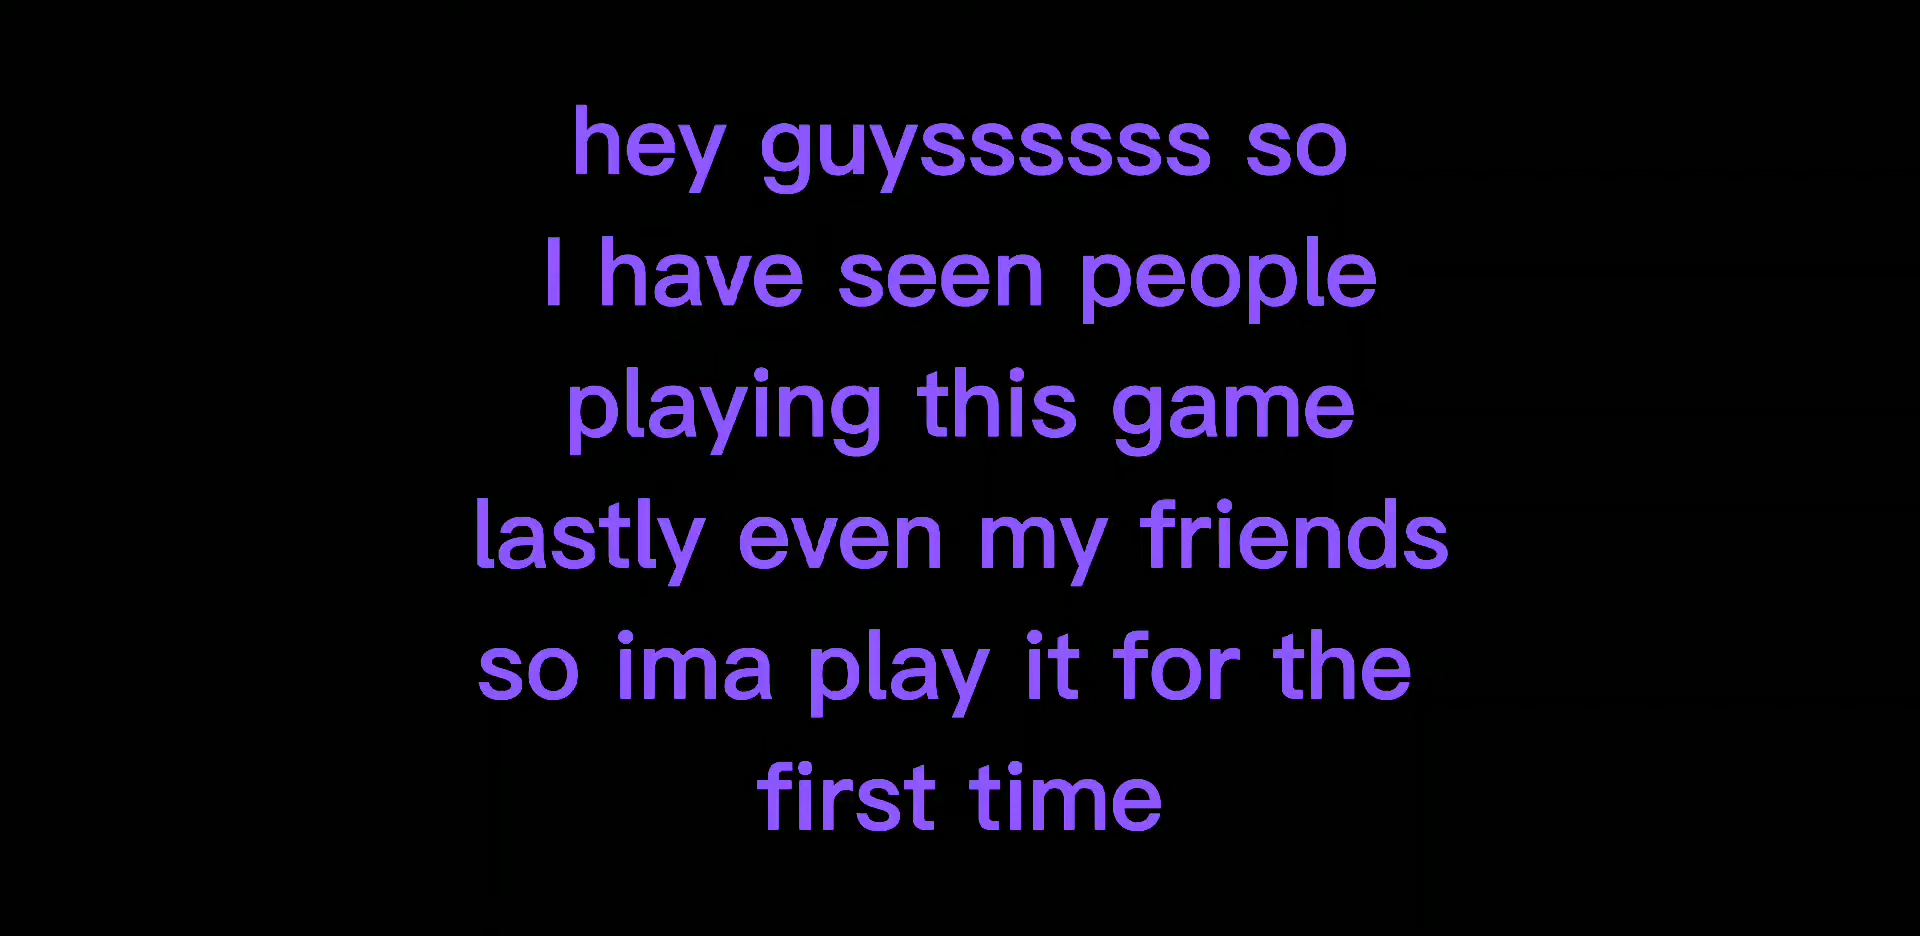 hey guyssssss so
I have seen people
playing this game
lastly even my friends
so ima play it for the
first time